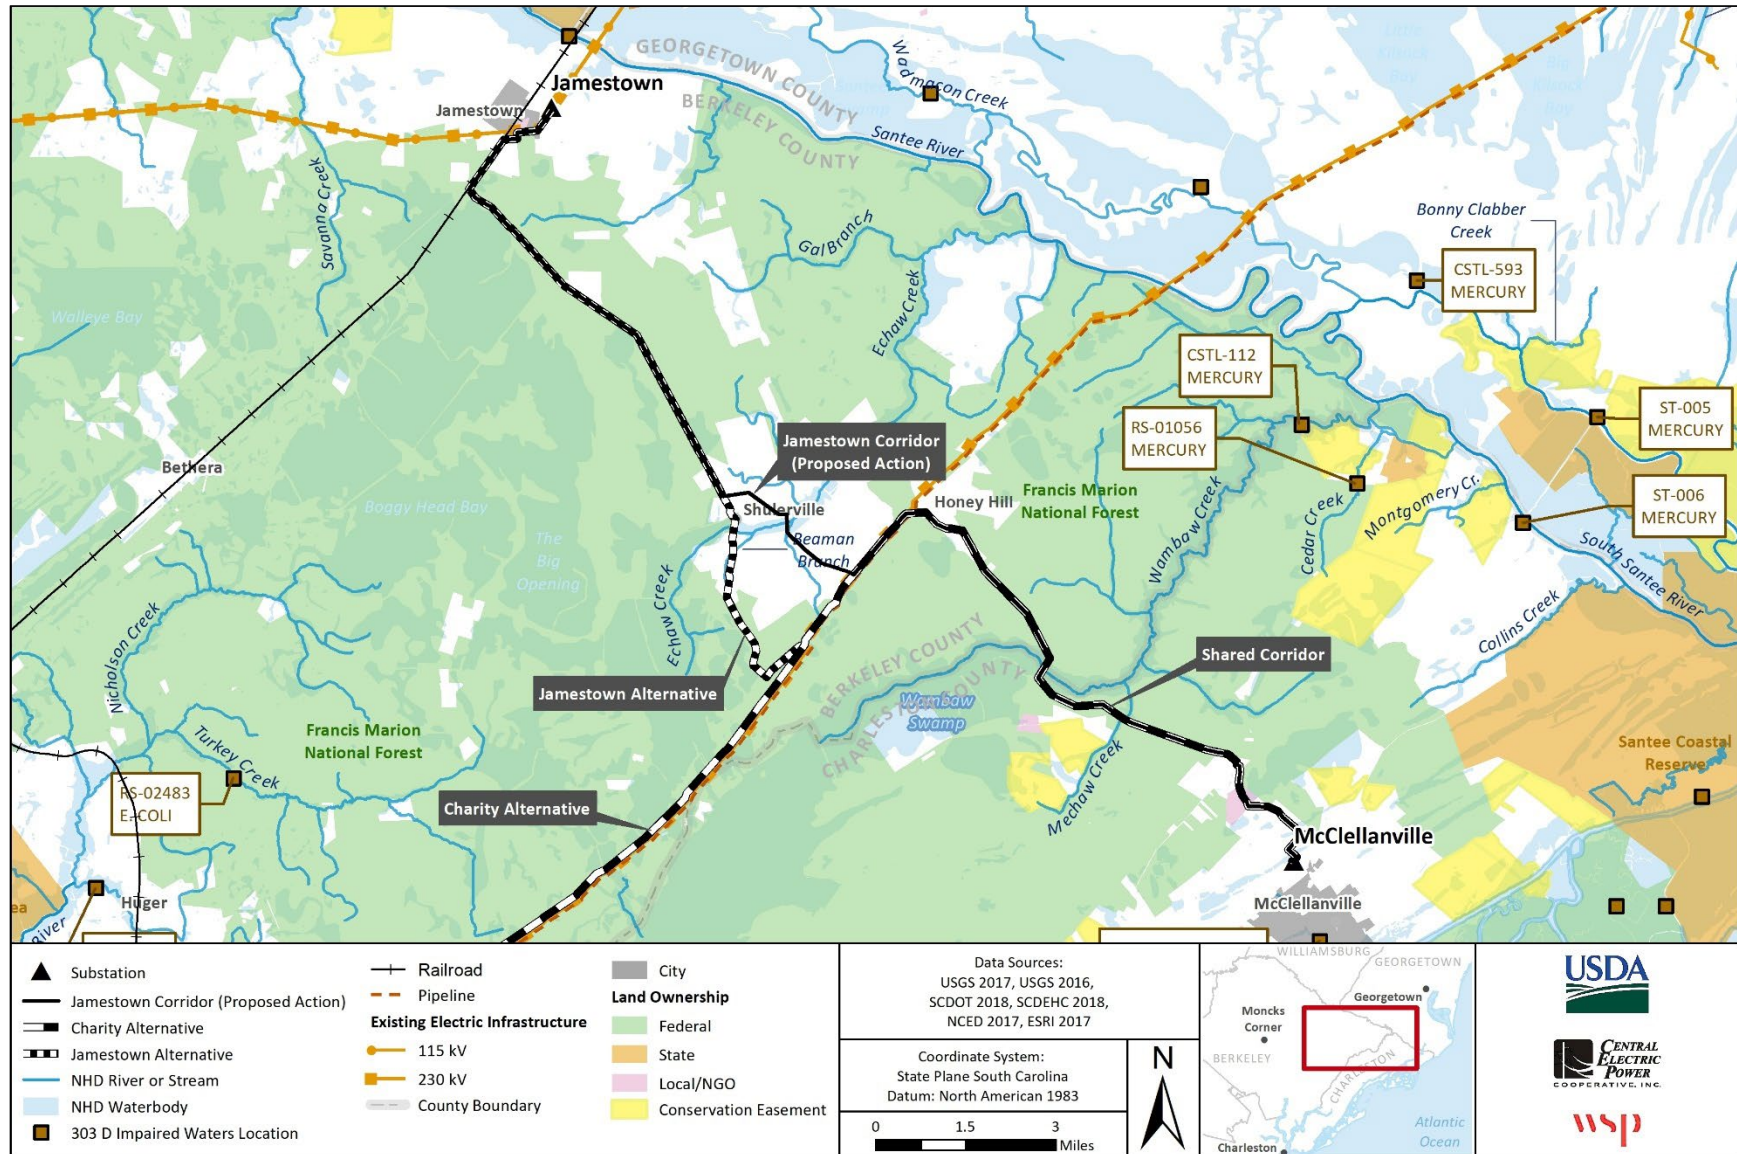 GEORGETOWN COUNTY
BERKELEY COUNTY
Jamestown
Jamestown
Wadmacon Creek
Santee River
Little
Kilsock
Bay
Big
Kilsock
Bay
Swamp
Savanna Creek
Gal Branch
Echaw Creek
Bonny Clabber
Creek
CSTL-593
MERCURY
CSTL-112
MERCURY
RS-01056
MERCURY
ST-005
MERCURY
ST-006
MERCURY
Walleye Bay
Bethera
Boggy Head Bay
The
Big
Opening
Jamestown Corridor
(Proposed Action)
Shulerville
Honey Hill
Beaman
Branch
Echaw Creek
Francis Marion
National Forest
Wambaw Creek
Cedar Creek
Montgomery Cr.
South Santee River
Collins Creek
Nicholson Creek
Turkey Creek
Francis Marion
National Forest
Jamestown Alternative
Charity Alternative
BERKELEY COUNTY
CHARLESTON COUNTY
Wambaw
Swamp
Shared Corridor
Mechaw Creek
Santee Coastal
Reserve
RS-02483
E. COLI
McClellanville
McClellanville
Huger
ea
River
Substation
Jamestown Corridor (Proposed Action)
Charity Alternative
Jamestown Alternative
NHD River or Stream
NHD Waterbody
303 D Impaired Waters Location
Railroad
Pipeline
Existing Electric Infrastructure
115 kV
230 kV
County Boundary
City
Land Ownership
Federal
State
Local/NGO
Conservation Easement
Data Sources:
USGS 2017, USGS 2016,
SCDOT 2018, SCDEHC 2018,
NCED 2017, ESRI 2017
Coordinate System:
State Plane South Carolina
Datum: North American 1983
0 1.5 3
Miles
N
WILLIAMSBURG
GEORGETOWN
Georgetown
Moncks
Corner
BERKELEY
CHARLESTON
Charleston
Atlantic
Ocean
USDA
CENTRAL
ELECTRIC
POWER
COOPERATIVE, INC.
wsp